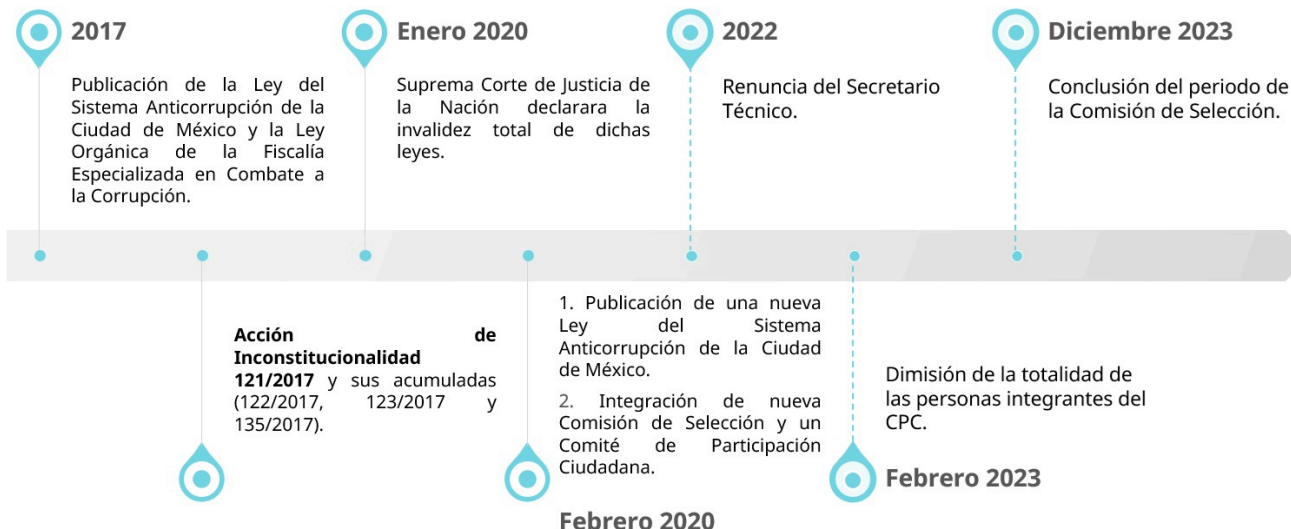 2017
Publicación de la Ley del
Sistema Anticorrupción de la
Ciudad de México y la Ley
Orgánica de la Fiscalía
Especializada en Combate a
la Corrupción.
Acción de
Inconstitucionalidad
121/2017 y sus acumuladas
(122/2017, 123/2017 y
135/2017).
Enero 2020
Suprema Corte de Justicia de
la Nación declarara la
invalidez total de dichas
leyes.
1. Publicación de una nueva
Ley del Sistema
Anticorrupción de la Ciudad
de México.
2. Integración de nueva
Comisión de Selección y un
Comité de Participación
Ciudadana.
Febrero 2020
2022
Renuncia del Secretario
Técnico.
Dimisión de la totalidad de
las personas integrantes del
CPC.
Febrero 2023
Diciembre 2023
Conclusión del periodo de
la Comisión de Selección.